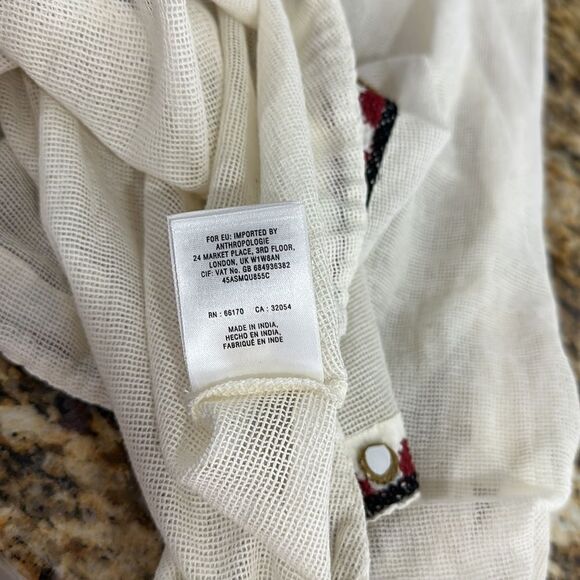 FOR EU: IMPORTED BY
ANTHROPOLOGIE
24 MARKET PLACE, 3RD FLOOR,
LONDON, UK W1W8AN
CIF: VAT No. GB 684936382
45ASMQU855C
RN : 66170 CA : 32054
MADE IN INDIA,
HECHO EN INDIA,
FABRIQUÉ EN INDE